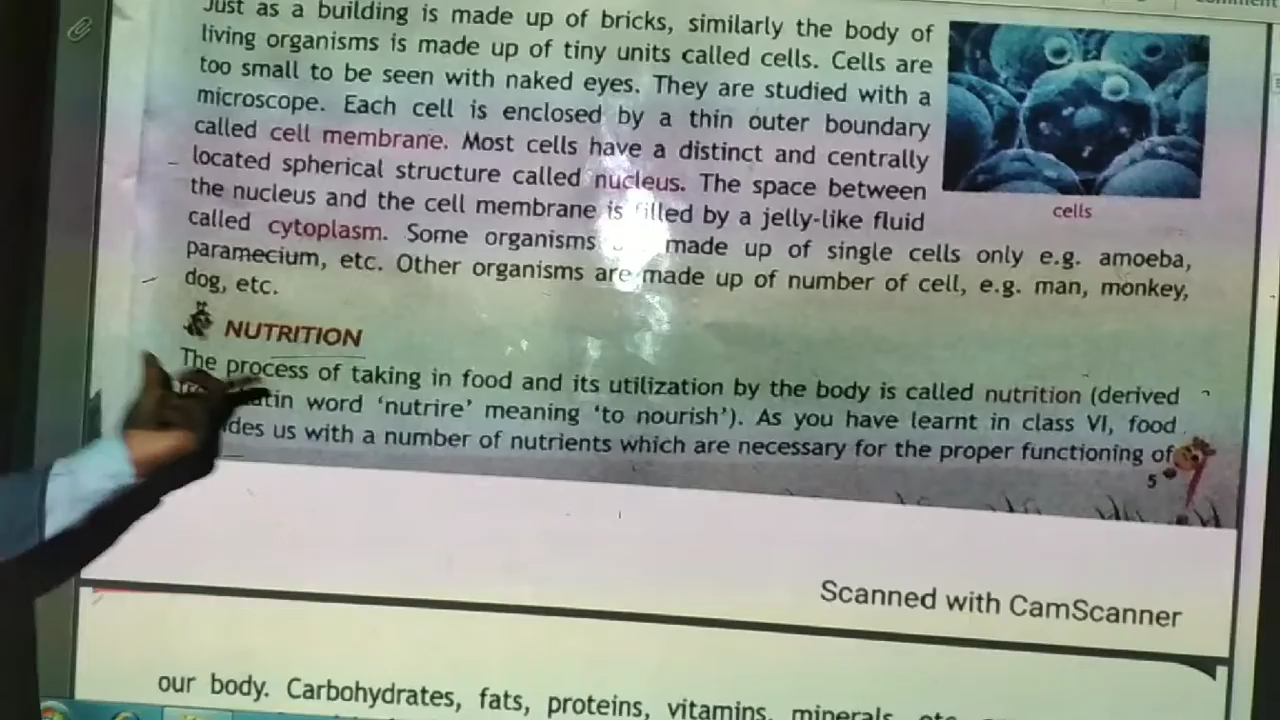 Just as a building is made up of bricks, similarly the body of
living organisms is made up of tiny units called cells. Cells are
too small to be seen with naked eyes. They are studied with a
microscope. Each cell is enclosed by a thin outer boundary
called cell membrane. Most cells have a distinct and centrally
located spherical structure called nucleus. The space between
the nucleus and the cell membrane is filled by a jelly-like fluid
called cytoplasm. Some organisms made up of single cells only e.g. amoeba,
paramecium, etc. Other organisms are made up of number of cell, e.g. man, monkey,
dog, etc.
cells
NUTRITION
The process of taking in food and its utilization by the body is called nutrition (derived
word 'nutrire' meaning 'to nourish'). As you have learnt in class VI, food
us with a number of nutrients which are necessary for the proper functioning of
5
Scanned with CamScanner
our body. Carbohydrates, fats, proteins, vitamins, minerals, etc